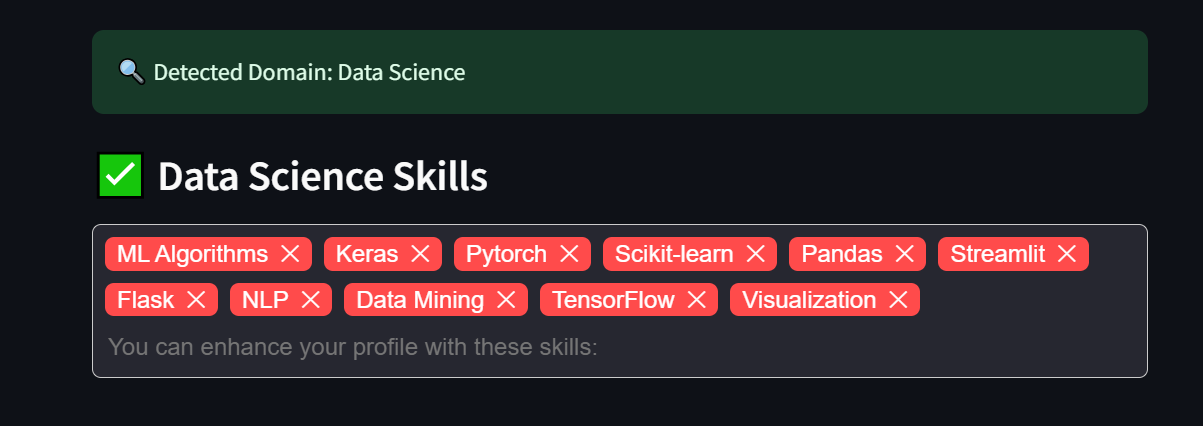 Detected Domain: Data Science
Data Science Skills
ML Algorithms Keras Pytorch Scikit-learn Pandas Streamlit
Flask NLP Data Mining TensorFlow Visualization
You can enhance your profile with these skills: